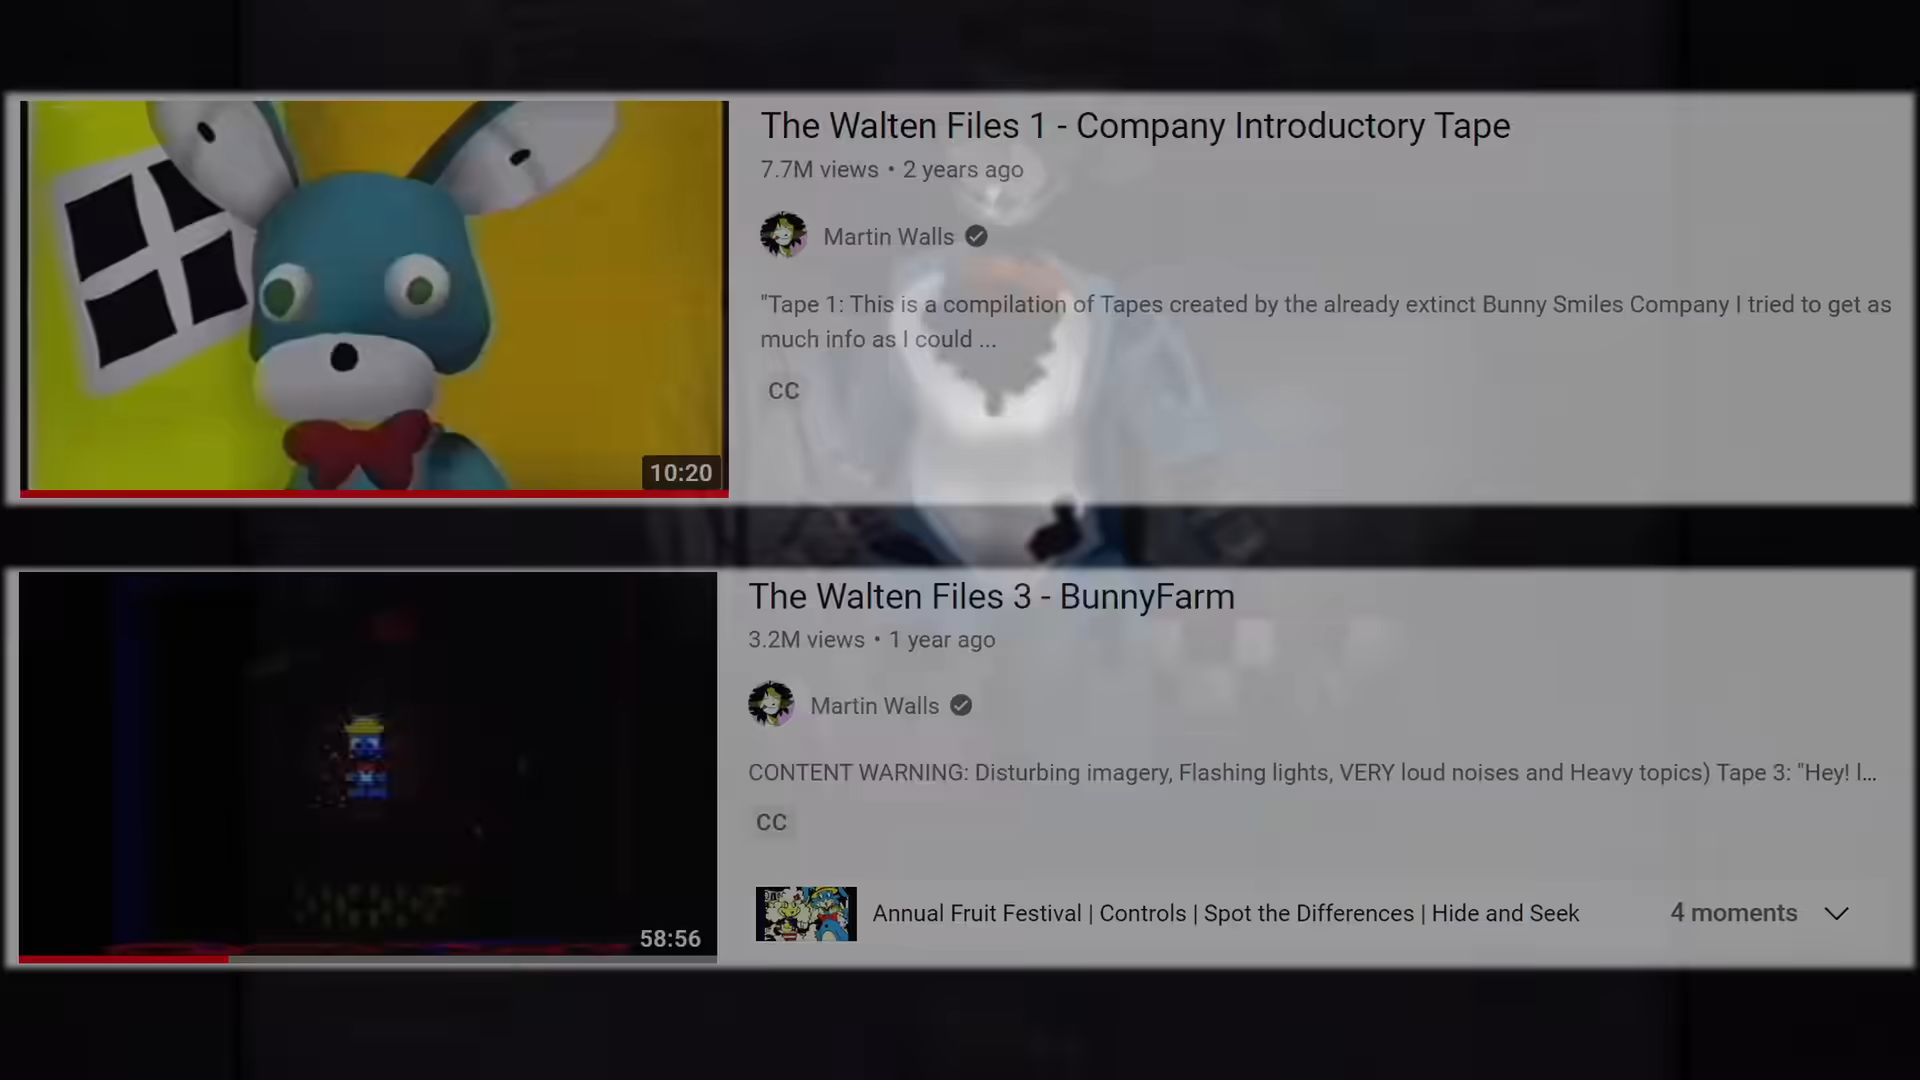 The Walten Files 1 - Company Introductory Tape
7.7M views • 2 years ago
Martin Walls
"Tape 1: This is a compilation of Tapes created by the already extinct Bunny Smiles Company I tried to get as
much info as I could ...
CC
10:20
The Walten Files 3 - BunnyFarm
3.2M views • 1 year ago
Martin Walls
CONTENT WARNING: Disturbing imagery, Flashing lights, VERY loud noises and Heavy topics) Tape 3: "Hey! I...
CC
58:56
Annual Fruit Festival | Controls | Spot the Differences | Hide and Seek
4 moments